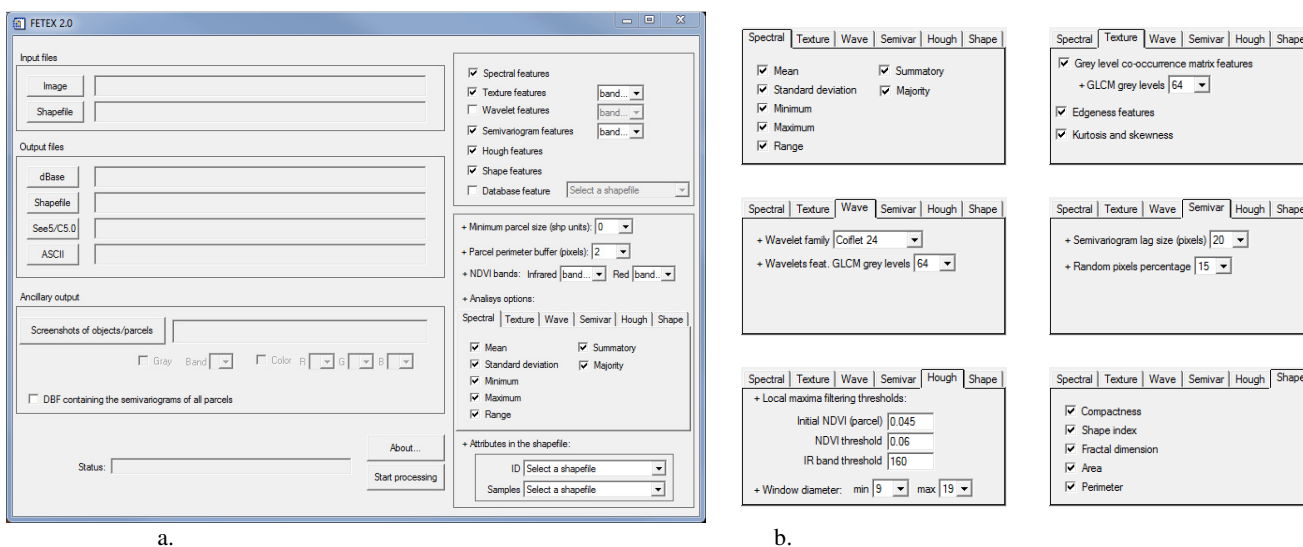 FETEX 2.0
Input files
Image
Shapefile
Output files
dBase
Shapefile
See5/C5.0
ASCII
Ancillary output
Screenshots of objects/parcels
Gray Band Color R G B
DBF containing the semivariograms of all parcels
Status:
About...
Start processing
Spectral features
Texture features band...
Wavelet features band...
Semivariogram features band...
Hough features
Shape features
Database feature Select a shapefile
+ Minimum parcel size (shp units): 0
+ Parcel perimeter buffer (pixels): 2
+ NDVI bands: Infrared band... Red band..
+ Analisys options:
Spectral Texture Wave Semivar Hough Shape
Mean Summatory
Standard deviation Majority
Minimum
Maximum
Range
+ Attributes in the shapefile:
ID Select a shapefile
Samples Select a shapefile
a.
Spectral Texture Wave Semivar Hough Shape
Mean Summatory
Standard deviation Majority
Minimum
Maximum
Range
Spectral Texture Wave Semivar Hough Shape
Grey level co-occurrence matrix features
+ GLCM grey levels 64
Edgeness features
Kurtosis and skewness
Spectral Texture Wave Semivar Hough Shape
+ Wavelet family Coiflet 24
+ Wavelets feat. GLCM grey levels 64
Spectral Texture Wave Semivar Hough Shape
+ Semivariogram lag size (pixels) 20
+ Random pixels percentage 15
Spectral Texture Wave Semivar Hough Shape
+ Local maxima filtering thresholds:
Initial NDVI (parcel) 0.045
NDVI threshold 0.06
IR band threshold 160
+ Window diameter: min 9 max 19
Spectral Texture Wave Semivar Hough Shape
Compactness
Shape index
Fractal dimension
Area
Perimeter
b.